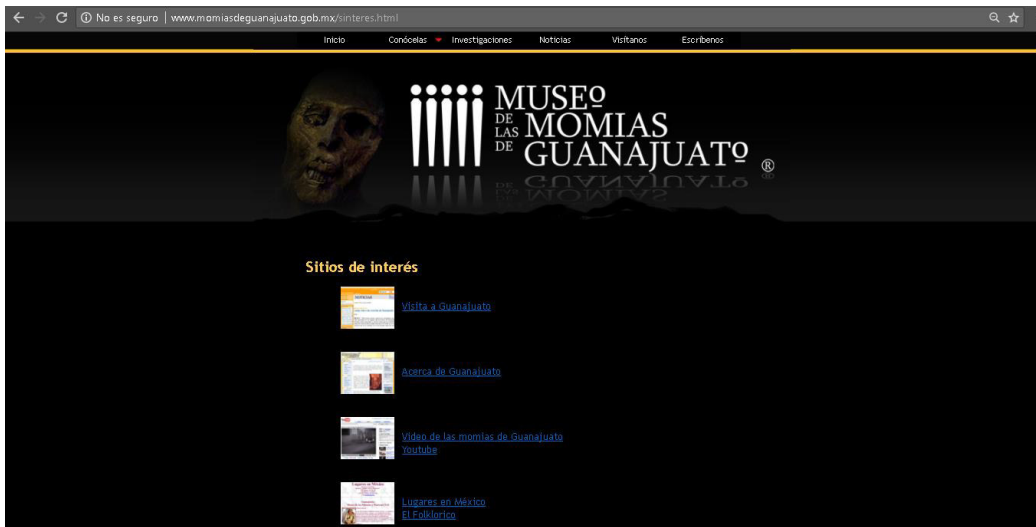 No es seguro | www.momiasdeguanajuato.gob.mx/sinteres.html
Inicio Conócelas Investigaciones Noticias Visítanos Escríbenos
MUSEO
DE LAS MOMIAS
DE GUANAJUATO ®
Sitios de interés
Visita a Guanajuato
Acerca de Guanajuato
Video de las momias de Guanajuato
Youtube
Lugares en México
El Folklorico